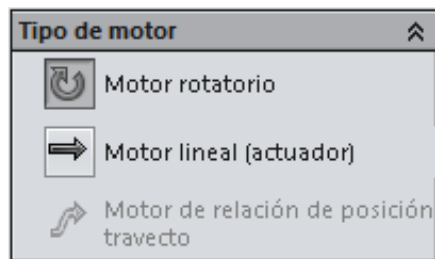 Tipo de motor
Motor rotatorio
Motor lineal (actuador)
Motor de relación de posición
travecto